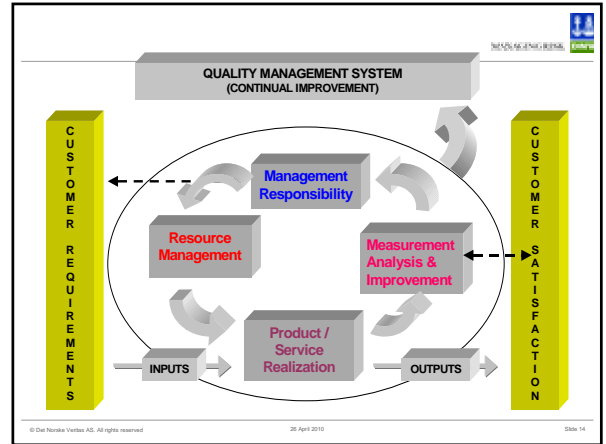 QUALITY MANAGEMENT SYSTEM
(CONTINUAL IMPROVEMENT)
CUSTOMER REQUIREMENTS
Management
Responsibility
Resource
Management
Measurement
Analysis &
Improvement
Product /
Service
Realization
INPUTS
OUTPUTS
CUSTOMER SATISFACTION
© Det Norske Veritas AS. All rights reserved
26 April 2010
Slide 14